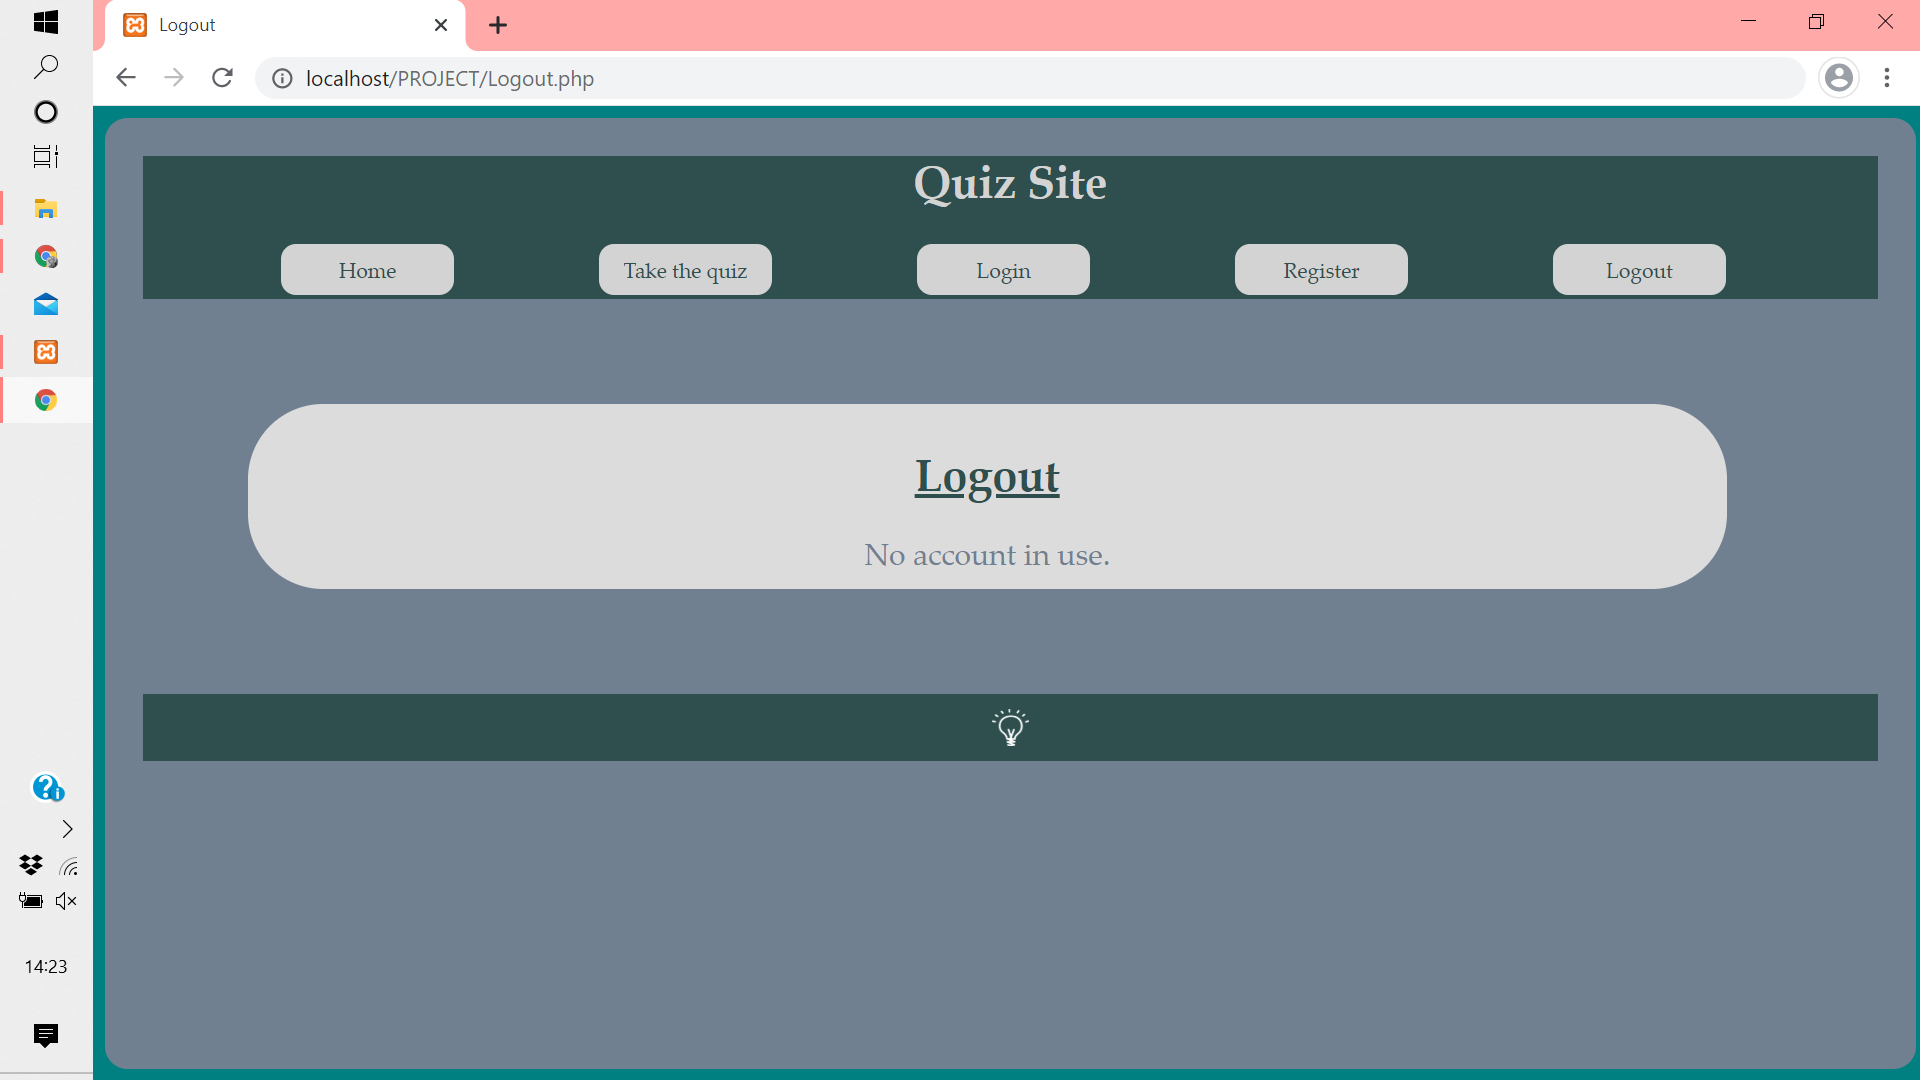 Logout
localhost/PROJECT/Logout.php
Quiz Site
Home Take the quiz Login Register Logout
Logout
No account in use.
14:23